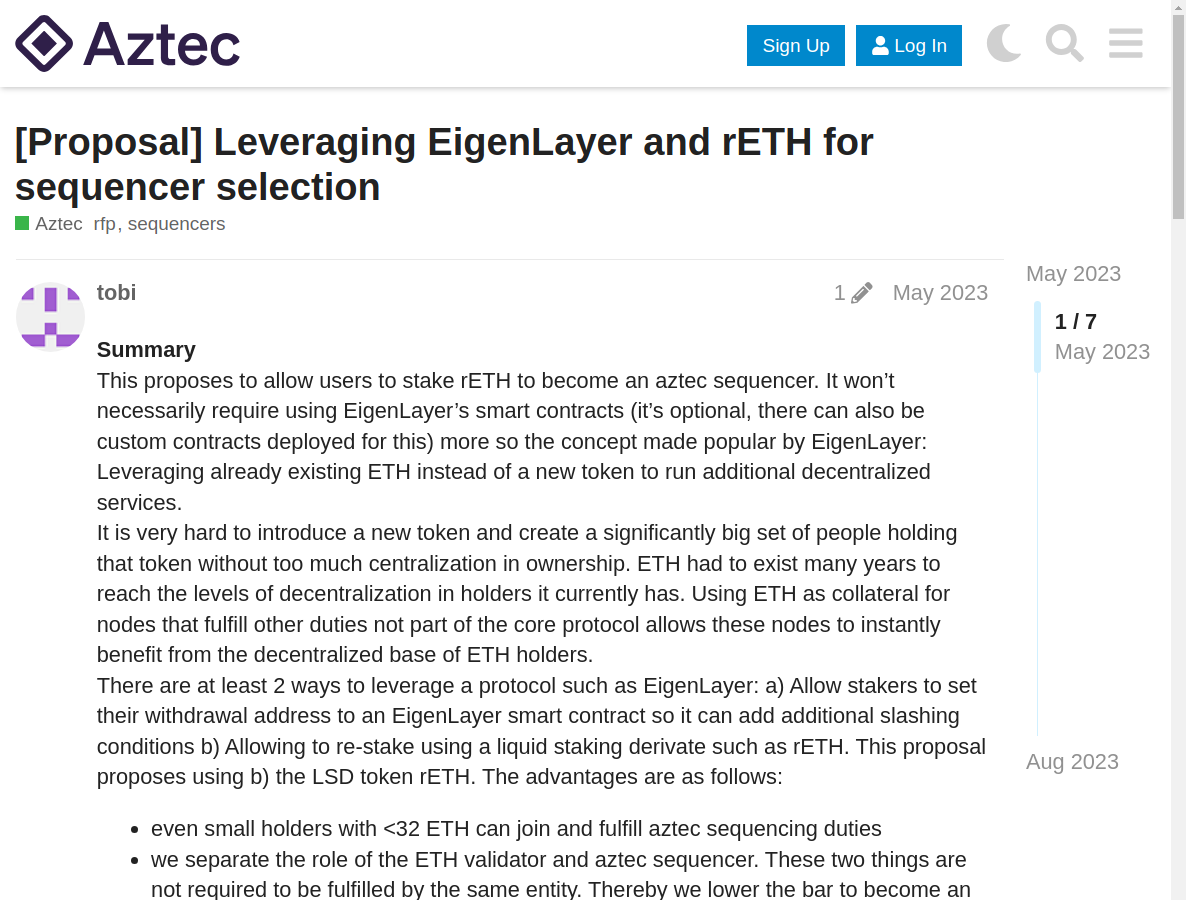 Aztec
Sign Up
Log In
[Proposal] Leveraging EigenLayer and rETH for
sequencer selection
Aztec rfp, sequencers
tobi
1
May 2023
Summary
This proposes to allow users to stake rETH to become an aztec sequencer. It won’t
necessarily require using EigenLayer’s smart contracts (it’s optional, there can also be
custom contracts deployed for this) more so the concept made popular by EigenLayer:
Leveraging already existing ETH instead of a new token to run additional decentralized
services.
It is very hard to introduce a new token and create a significantly big set of people holding
that token without too much centralization in ownership. ETH had to exist many years to
reach the levels of decentralization in holders it currently has. Using ETH as collateral for
nodes that fulfill other duties not part of the core protocol allows these nodes to instantly
benefit from the decentralized base of ETH holders.
There are at least 2 ways to leverage a protocol such as EigenLayer: a) Allow stakers to set
their withdrawal address to an EigenLayer smart contract so it can add additional slashing
conditions b) Allowing to re-stake using a liquid staking derivate such as rETH. This proposal
proposes using b) the LSD token rETH. The advantages are as follows:
• even small holders with <32 ETH can join and fulfill aztec sequencing duties
• we separate the role of the ETH validator and aztec sequencer. These two things are
not required to be fulfilled by the same entity. Thereby we lower the bar to become an
May 2023
1 / 7
May 2023
Aug 2023